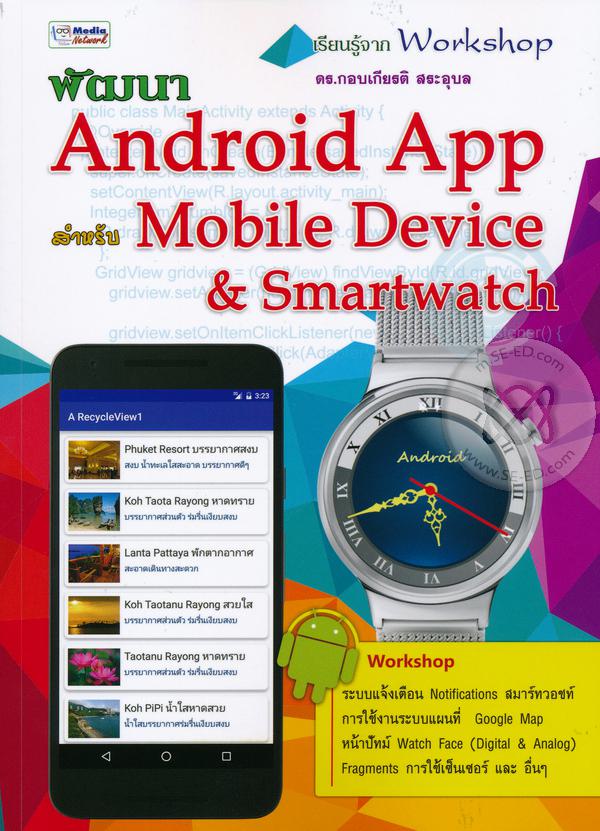 Media
Network
เรียนรู้จาก Workshop
ดร.กอบเกียรติ สระอุบล
พัฒนา
public class MainActivity extends Activity {
Android App
setContentView(R.layout.activity_main);
สำหรับ Mobile Device
GridView gridview = (GridView) findViewById(R.id.gridview
& Smartwatch
gridview.setOnItemClickListener(new
m.SE-ED.com
www.SE-ED.com
3:23
A RecycleView1
Phuket Resort บรรยากาศสงบ
สงบ น้ำทะเลใสสะอาด บรรยากาศดีๆ
Koh Taota Rayong หาดทราย
บรรยากาศส่วนตัว ร่มรื่นเงียบสงบ
Lanta Pattaya พักตากอากาศ
สะอาดเดินทางสะดวก
Koh Taotanu Rayong สวยใส
บรรยากาศส่วนตัว ร่มรื่นเงียบสงบ
Taotanu Rayong หาดทราย
บรรยากาศส่วนตัว ร่มรื่นเงียบสงบ
Koh PiPi น้ำใสหาดสวย
น้ำใสบรรยากาศร่มรื่นเงียบสงบ
XII
I
II
III
IIII
V
VI
VII
VIII
IX
X
XI
Android
Workshop
ระบบแจ้งเตือน Notifications สมาร์ทวอชท์
การใช้งานระบบแผนที่ Google Map
หน้าปัทม์ Watch Face (Digital & Analog)
Fragments การใช้เซ็นเซอร์ และ อื่นๆ